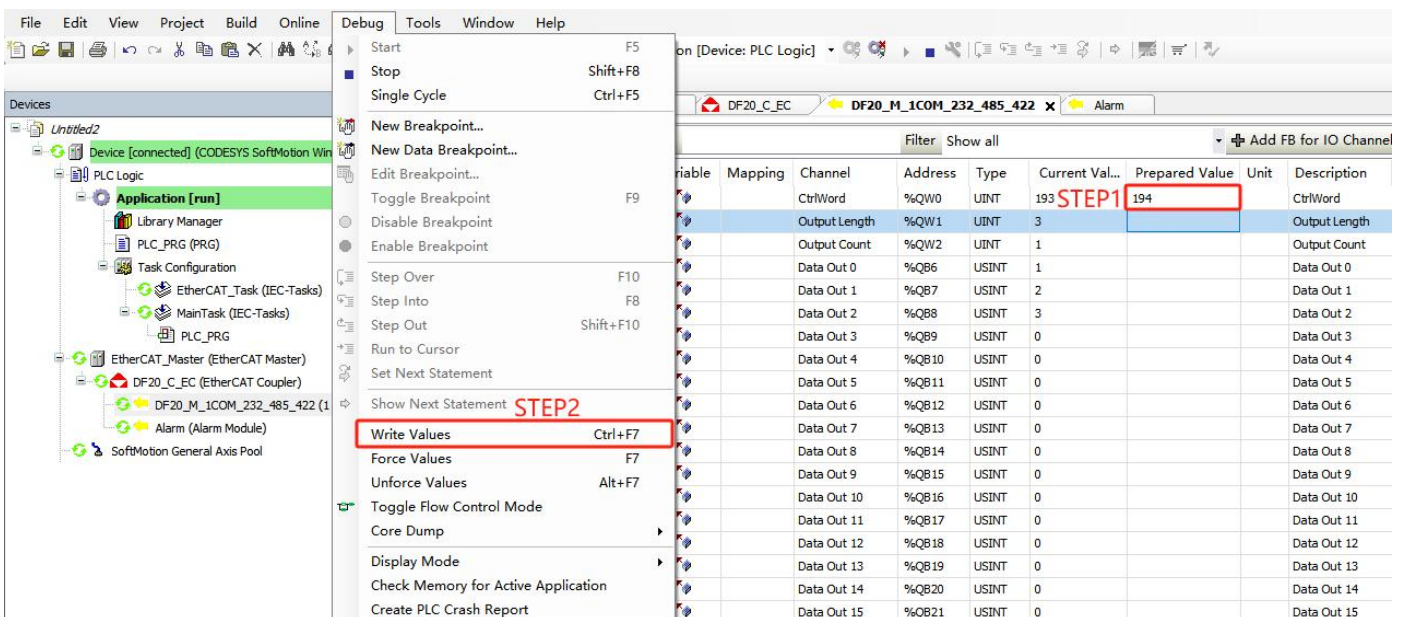 File Edit View Project Build Online Debug Tools Window Help
Start F5
on [Device: PLC Logic]
Stop Shift+F8
Single Cycle Ctrl+F5
New Breakpoint...
New Data Breakpoint...
Edit Breakpoint...
Toggle Breakpoint F9
Disable Breakpoint
Enable Breakpoint
Step Over F10
Step Into F8
Step Out Shift+F10
Run to Cursor
Set Next Statement
Show Next Statement STEP2
Write Values Ctrl+F7
Force Values F7
Unforce Values Alt+F7
Toggle Flow Control Mode
Core Dump
Display Mode
Check Memory for Active Application
Create PLC Crash Report
Devices
Untitled2
Device [connected] (CODESYS SoftMotion Win
PLC Logic
Application [run]
Library Manager
PLC_PRG (PRG)
Task Configuration
EtherCAT_Task (IEC-Tasks)
MainTask (IEC-Tasks)
PLC_PRG
EtherCAT_Master (EtherCAT Master)
DF20_C_EC (EtherCAT Coupler)
DF20_M_1COM_232_485_422 (1
Alarm (Alarm Module)
SoftMotion General Axis Pool
DF20_C_EC DF20_M_1COM_232_485_422 X Alarm
Filter Show all Add FB for IO Channel
riable Mapping Channel Address Type Current Val... Prepared Value Unit Description
CtrlWord %QW0 UINT 193 STEP1 194 CtrlWord
Output Length %QW1 UINT 3 Output Length
Output Count %QW2 UINT 1 Output Count
Data Out 0 %QB6 USINT 1 Data Out 0
Data Out 1 %QB7 USINT 2 Data Out 1
Data Out 2 %QB8 USINT 3 Data Out 2
Data Out 3 %QB9 USINT 0 Data Out 3
Data Out 4 %QB10 USINT 0 Data Out 4
Data Out 5 %QB11 USINT 0 Data Out 5
Data Out 6 %QB12 USINT 0 Data Out 6
Data Out 7 %QB13 USINT 0 Data Out 7
Data Out 8 %QB14 USINT 0 Data Out 8
Data Out 9 %QB15 USINT 0 Data Out 9
Data Out 10 %QB16 USINT 0 Data Out 10
Data Out 11 %QB17 USINT 0 Data Out 11
Data Out 12 %QB18 USINT 0 Data Out 12
Data Out 13 %QB19 USINT 0 Data Out 13
Data Out 14 %QB20 USINT 0 Data Out 14
Data Out 15 %QB21 USINT 0 Data Out 15